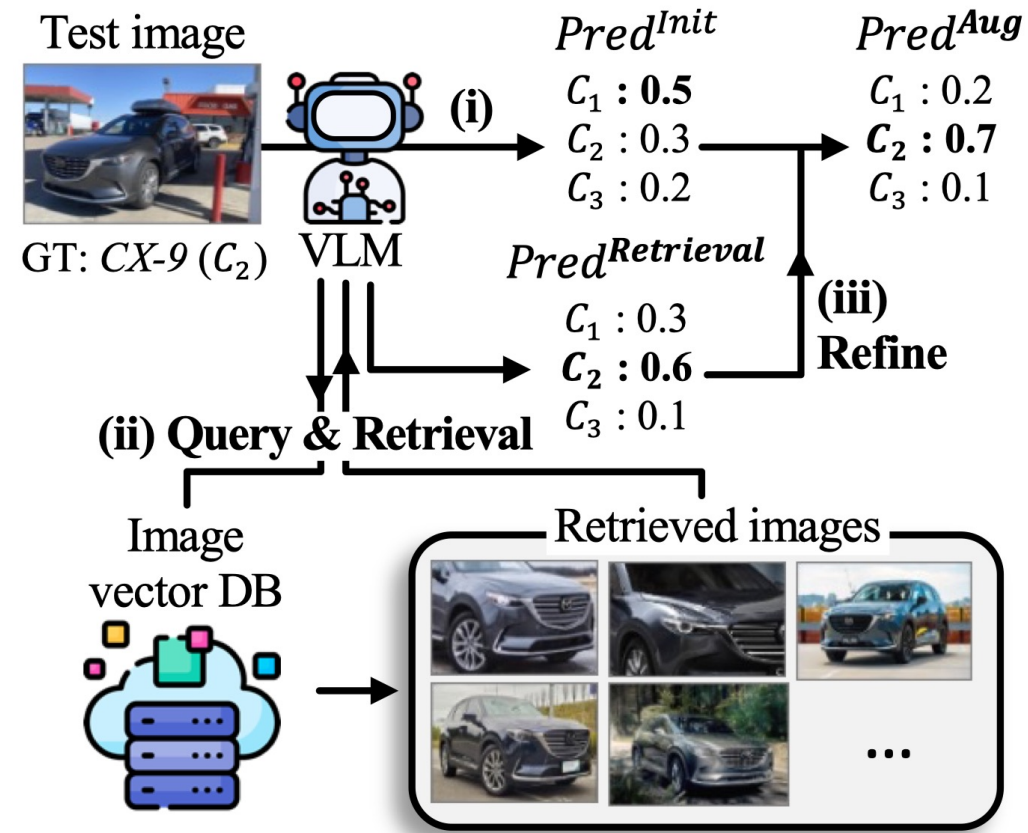 Test image
GT: CX-9 (C₂)
VLM
(i)
Pred^Init
C₁ : 0.5
C₂ : 0.3
C₃ : 0.2
Pred^Aug
C₁ : 0.2
C₂ : 0.7
C₃ : 0.1
Pred^Retrieval
C₁ : 0.3
C₂ : 0.6
C₃ : 0.1
(iii)
Refine
(ii) Query & Retrieval
Image
vector DB
Retrieved images
...